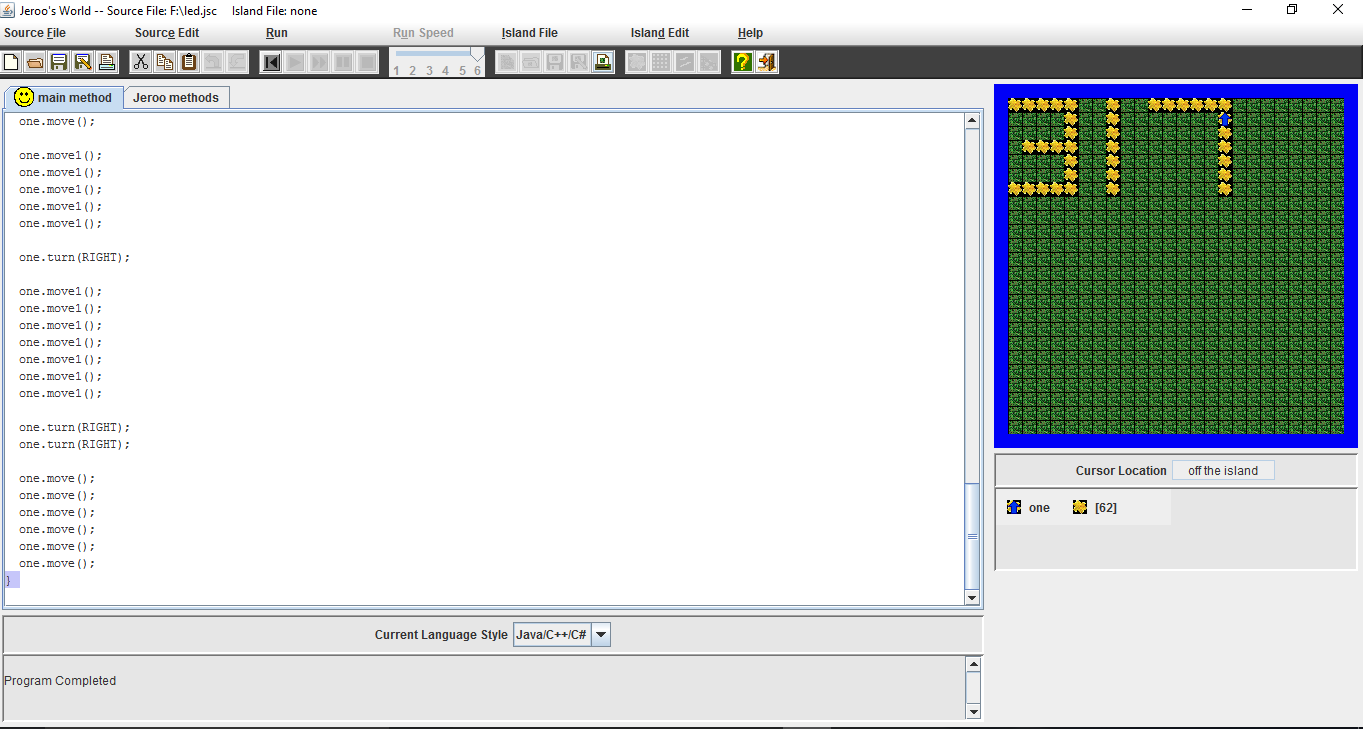 Jeroo's World -- Source File: F:\led.jsc Island File: none
Source File Source Edit Run Run Speed Island File Island Edit Help
1 2 3 4 5 6
main method Jeroo methods
one.move();
one.move1();
one.move1();
one.move1();
one.move1();
one.move1();
one.turn(RIGHT);
one.move1();
one.move1();
one.move1();
one.move1();
one.move1();
one.move1();
one.move1();
one.turn(RIGHT);
one.turn(RIGHT);
one.move();
one.move();
one.move();
one.move();
one.move();
one.move();
}
Cursor Location off the island
one [62]
Current Language Style Java/C++/C#
Program Completed